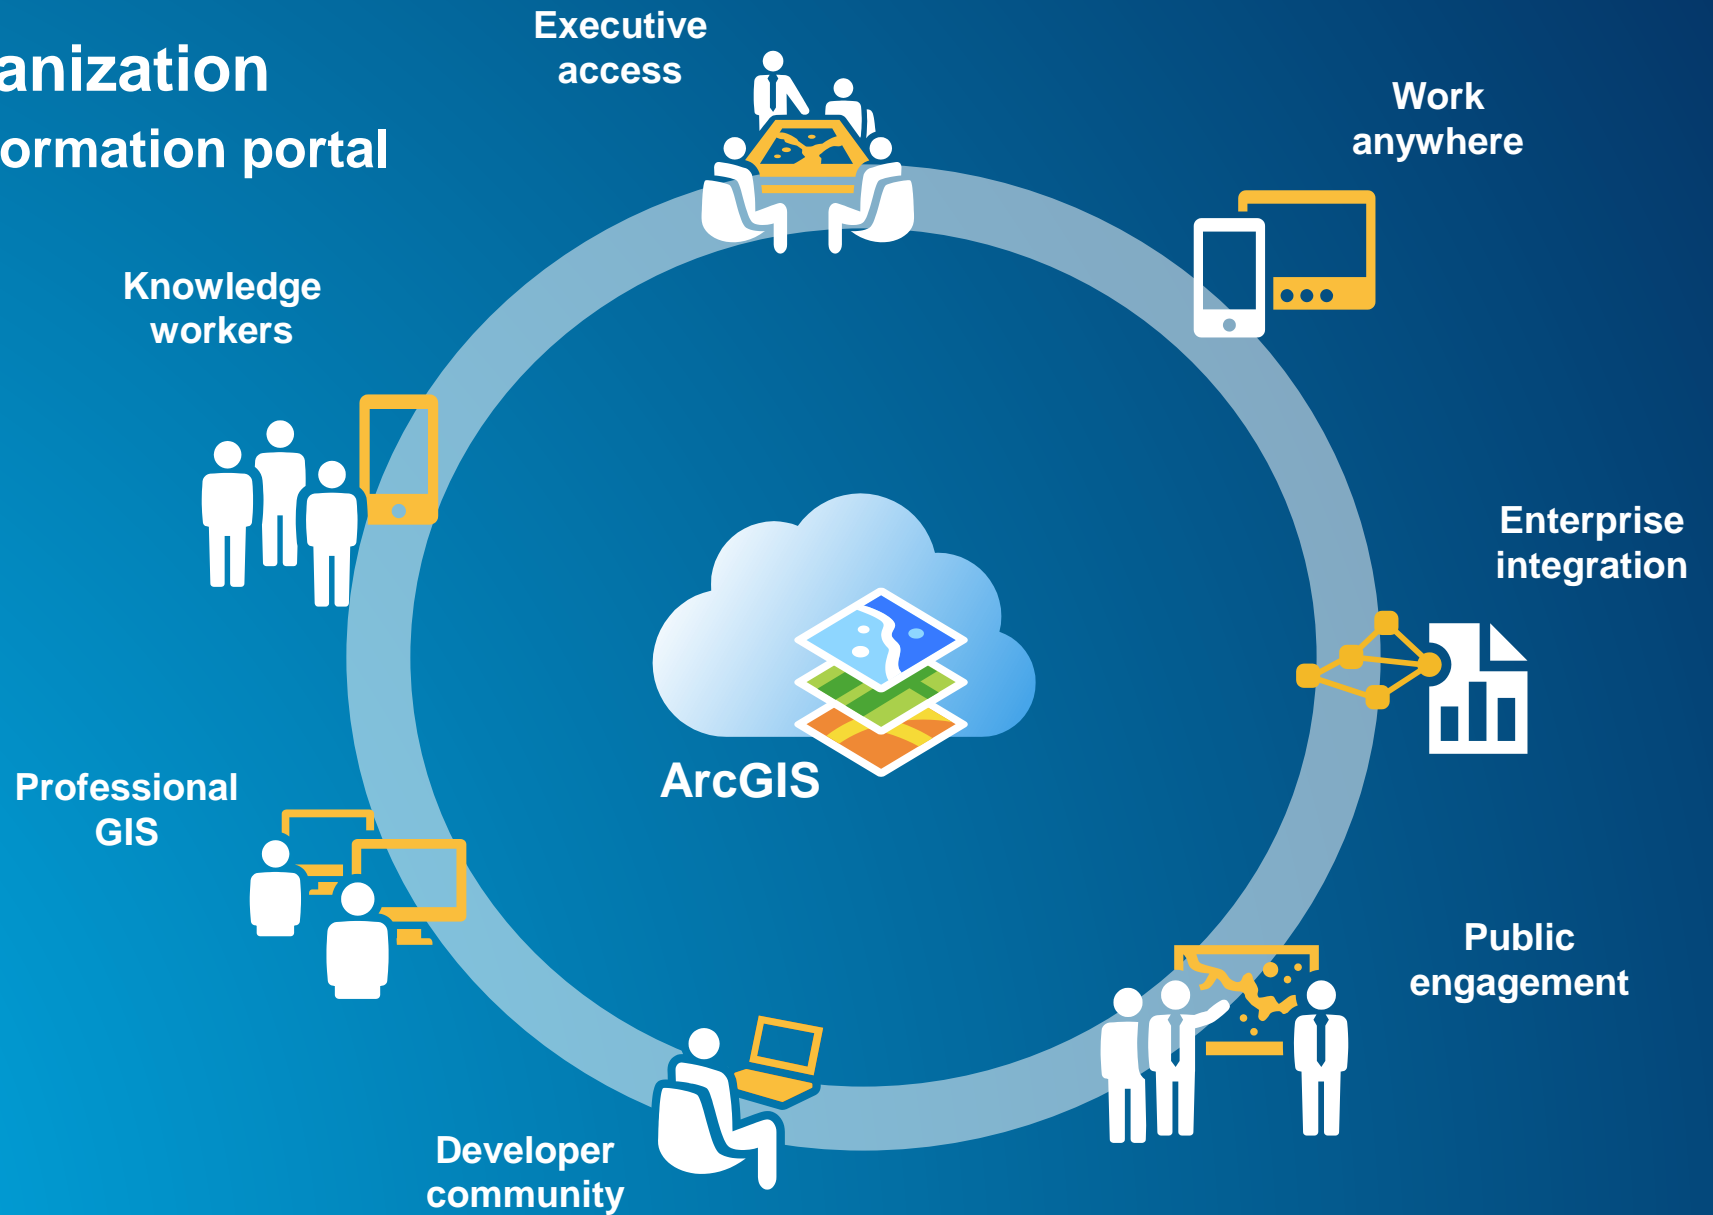 anization
ormation portal
Executive
access
Work
anywhere
Knowledge
workers
Enterprise
integration
ArcGIS
Professional
GIS
Public
engagement
Developer
community